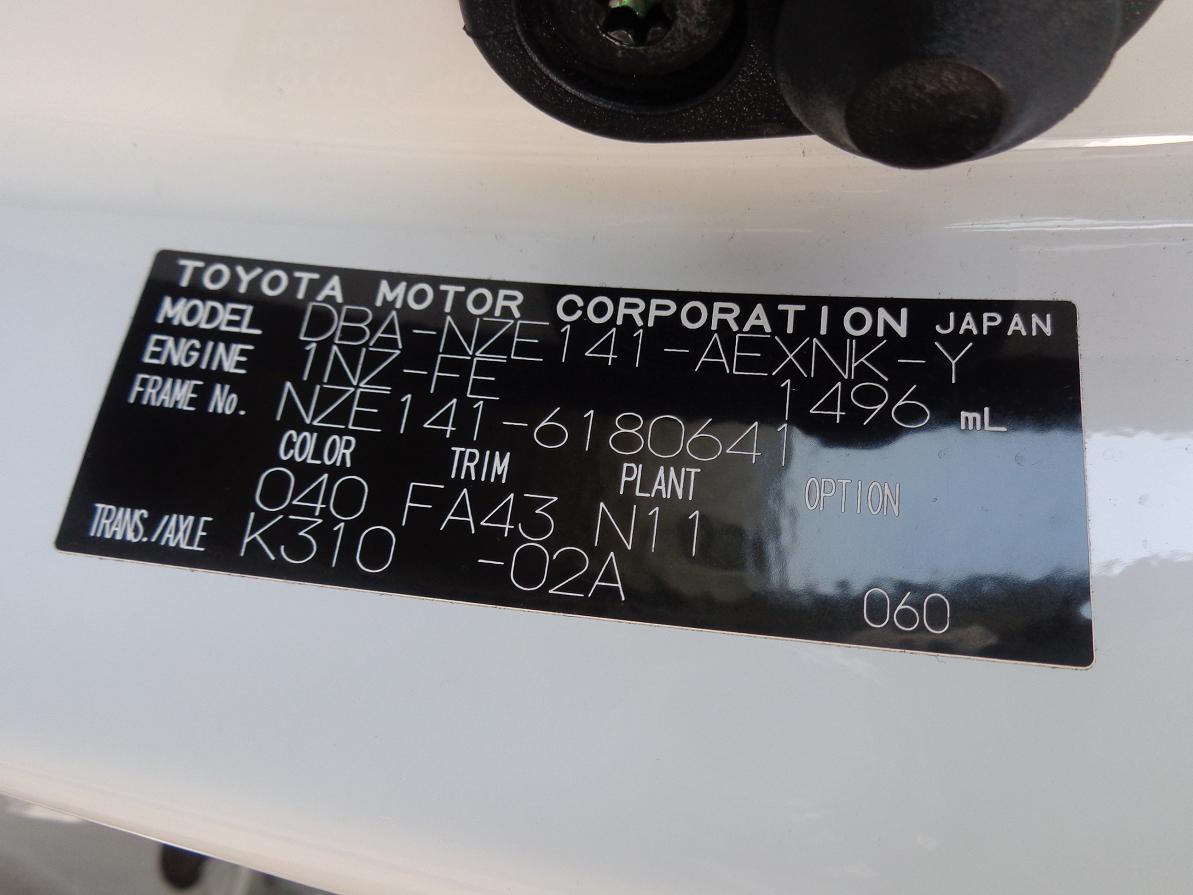 TOYOTA MOTOR CORPORATION JAPAN
MODEL DBA-NZE141-AEXNK-Y
ENGINE 1NZ-FE 1496 mL
FRAME No. NZE141-6180641
COLOR TRIM PLANT OPTION
040 FA43 N11
TRANS./AXLE K310 -02A
060